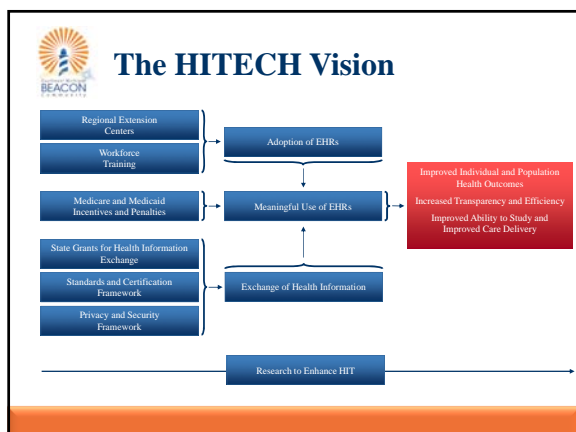 The HITECH Vision
BEACON
Community
Regional Extension
Centers
Workforce
Training
Adoption of EHRs
Medicare and Medicaid
Incentives and Penalties
Meaningful Use of EHRs
Improved Individual and Population
Health Outcomes
Increased Transparency and Efficiency
Improved Ability to Study and
Improved Care Delivery
State Grants for Health Information
Exchange
Standards and Certification
Framework
Privacy and Security
Framework
Exchange of Health Information
Research to Enhance HIT